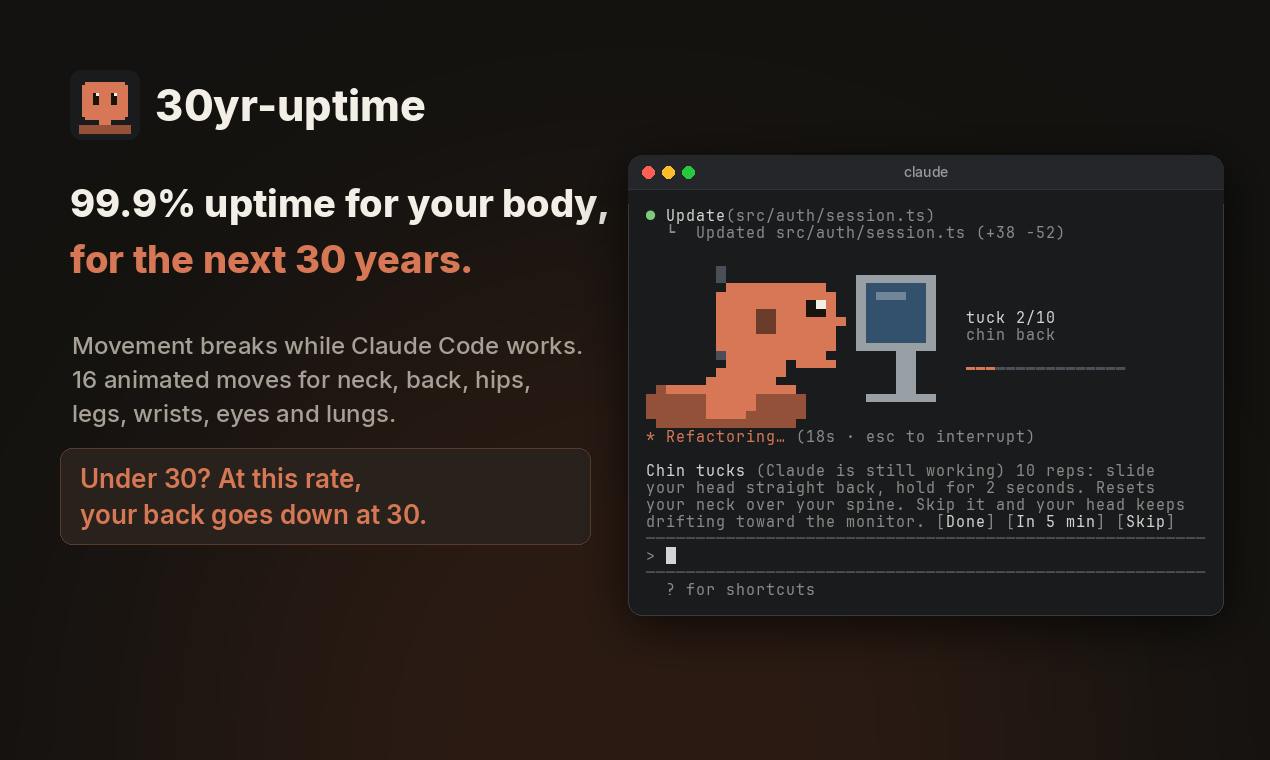 30yr-uptime
99.9% uptime for your body,
for the next 30 years.
Movement breaks while Claude Code works.
16 animated moves for neck, back, hips,
legs, wrists, eyes and lungs.
Under 30? At this rate,
your back goes down at 30.
claude
● Update(src/auth/session.ts)
└ Updated src/auth/session.ts (+38 -52)
tuck 2/10
chin back
* Refactoring… (18s · esc to interrupt)
Chin tucks (Claude is still working) 10 reps: slide
your head straight back, hold for 2 seconds. Resets
your neck over your spine. Skip it and your head keeps
drifting toward the monitor. [Done] [In 5 min] [Skip]
>
? for shortcuts